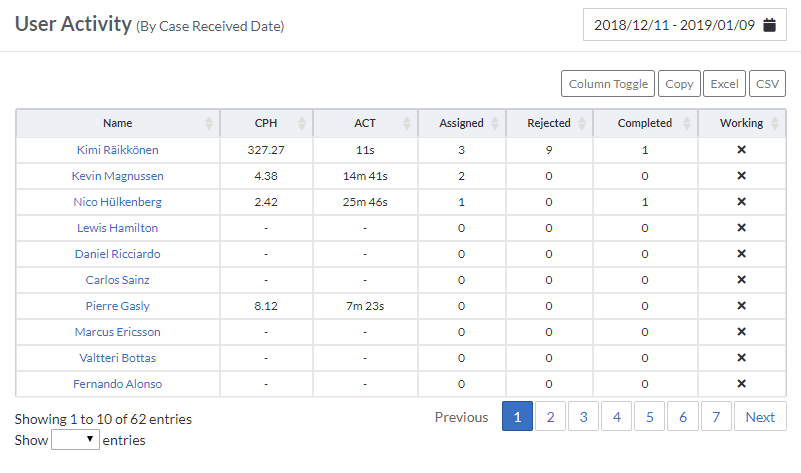 User Activity (By Case Received Date)
2018/12/11 - 2019/01/09
Column Toggle Copy Excel CSV
Name CPH ACT Assigned Rejected Completed Working
Kimi Räikkönen 327.27 11s 3 9 1 ×
Kevin Magnussen 4.38 14m 41s 2 0 0 ×
Nico Hülkenberg 2.42 25m 46s 1 0 1 ×
Lewis Hamilton - - 0 0 0 ×
Daniel Ricciardo - - 0 0 0 ×
Carlos Sainz - - 0 0 0 ×
Pierre Gasly 8.12 7m 23s 0 0 0 ×
Marcus Ericsson - - 0 0 0 ×
Valtteri Bottas - - 0 0 0 ×
Fernando Alonso - - 0 0 0 ×
Showing 1 to 10 of 62 entries
Previous 1 2 3 4 5 6 7 Next
Show entries